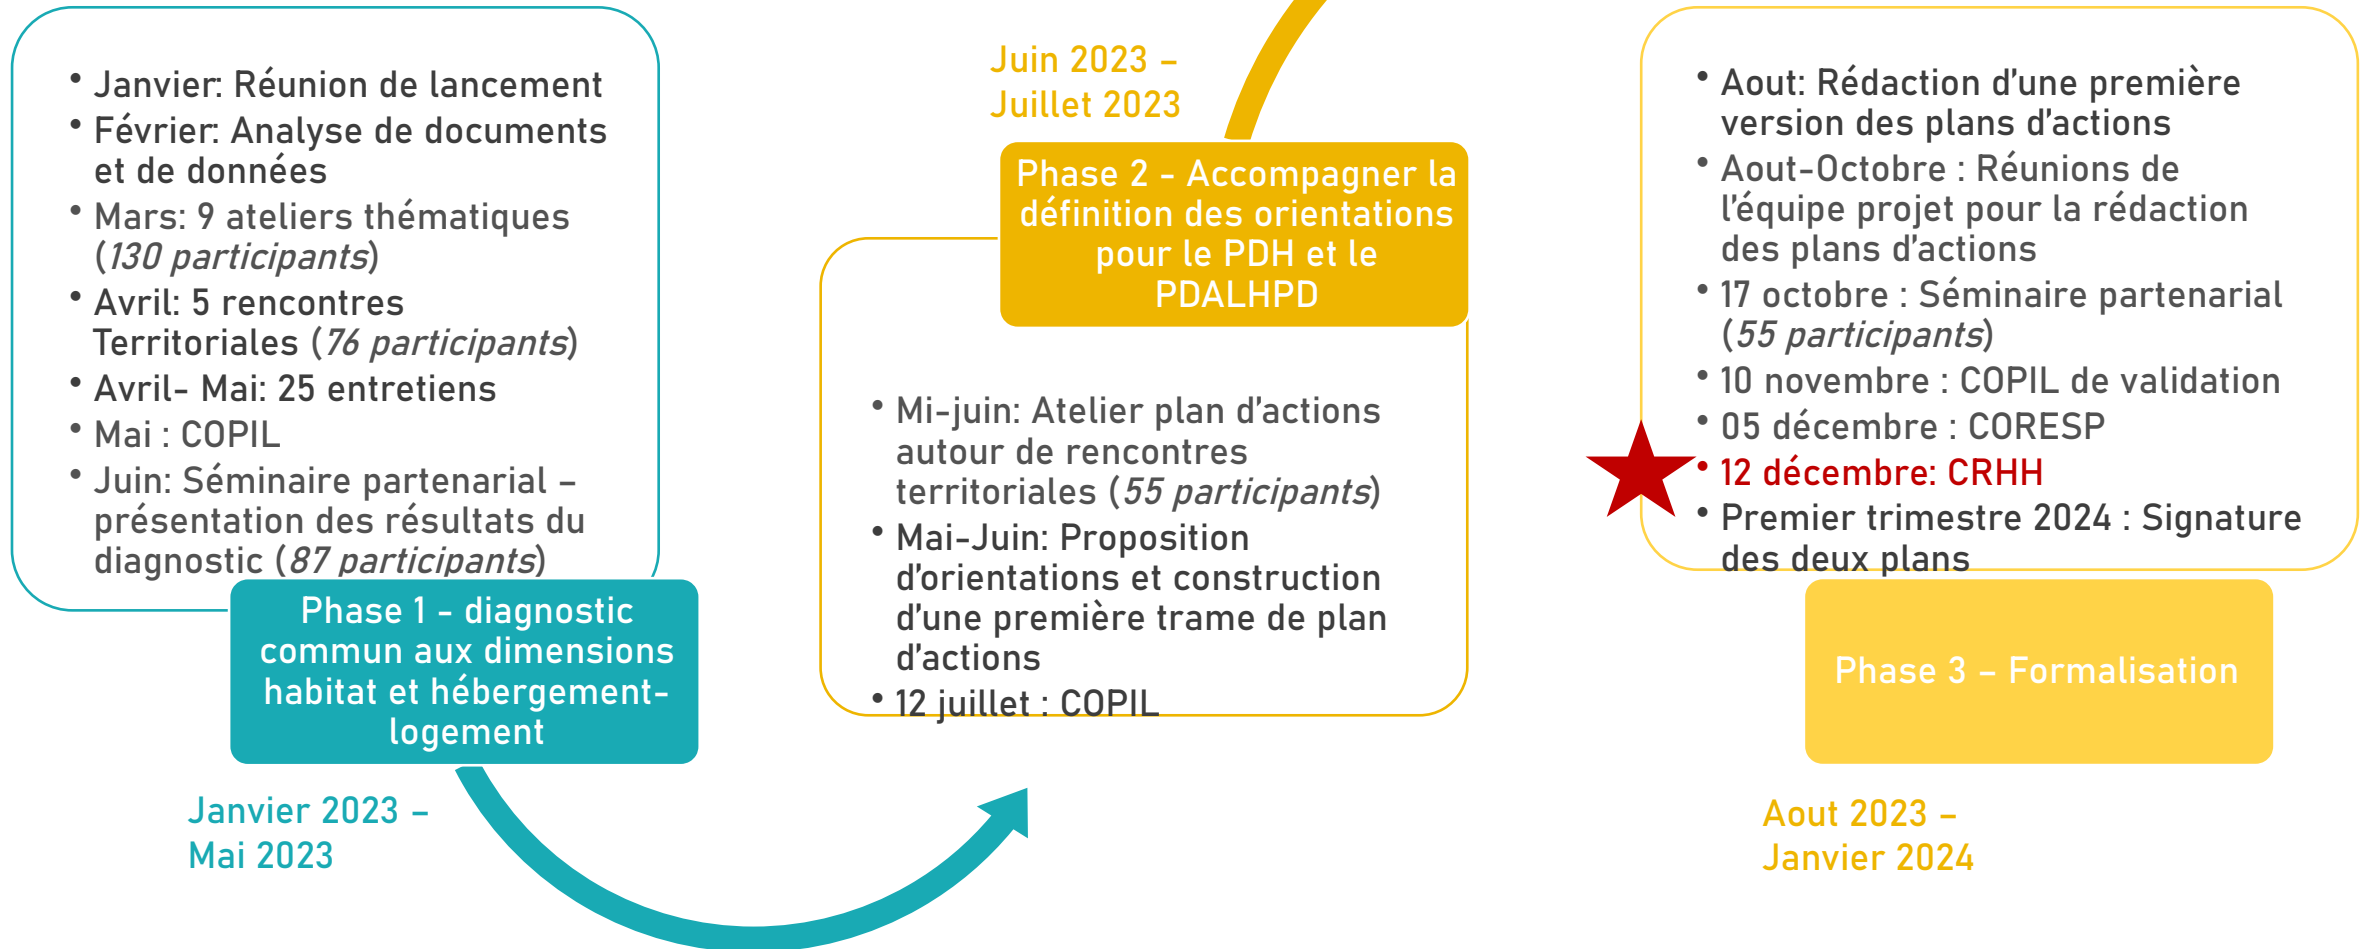 • Janvier: Réunion de lancement
• Février: Analyse de documents
et de données
• Mars: 9 ateliers thématiques
(130 participants)
• Avril: 5 rencontres
Territoriales (76 participants)
• Avril- Mai: 25 entretiens
• Mai : COPIL
• Juin: Séminaire partenarial –
présentation des résultats du
diagnostic (87 participants)
Phase 1 - diagnostic
commun aux dimensions
habitat et hébergement-
logement
Janvier 2023 –
Mai 2023
Juin 2023 –
Juillet 2023
Phase 2 - Accompagner la
définition des orientations
pour le PDH et le
PDALHPD
• Mi-juin: Atelier plan d’actions
autour de rencontres
territoriales (55 participants)
• Mai-Juin: Proposition
d’orientations et construction
d’une première trame de plan
d’actions
• 12 juillet : COPIL
• Aout: Rédaction d’une première
version des plans d’actions
• Aout-Octobre : Réunions de
l’équipe projet pour la rédaction
des plans d’actions
• 17 octobre : Séminaire partenarial
(55 participants)
• 10 novembre : COPIL de validation
• 05 décembre : CORESP
• 12 décembre: CRHH
• Premier trimestre 2024 : Signature
des deux plans
Phase 3 – Formalisation
Aout 2023 –
Janvier 2024